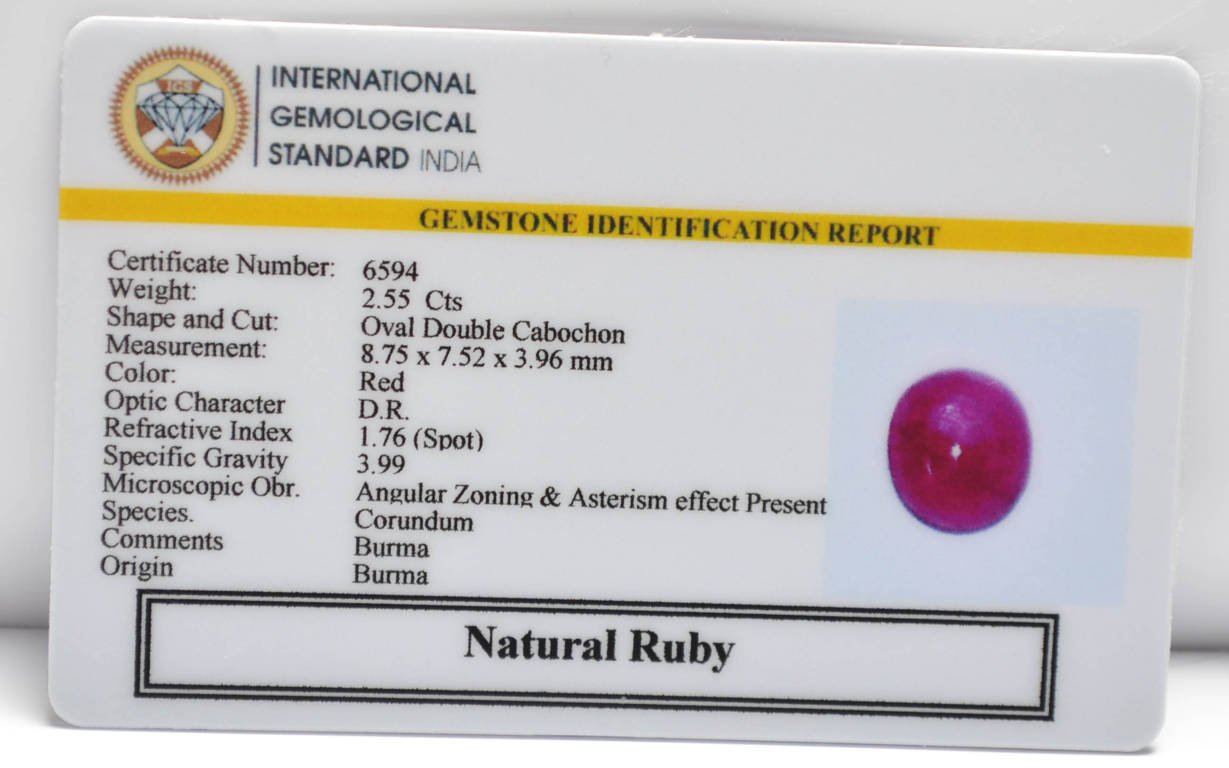 IGS
INTERNATIONAL
GEMOLOGICAL
STANDARD INDIA
GEMSTONE IDENTIFICATION REPORT
Certificate Number: 6594
Weight: 2.55 Cts
Shape and Cut: Oval Double Cabochon
Measurement: 8.75 x 7.52 x 3.96 mm
Color: Red
Optic Character D.R.
Refractive Index 1.76 (Spot)
Specific Gravity 3.99
Microscopic Obr. Angular Zoning & Asterism effect Present
Species. Corundum
Comments Burma
Origin Burma
Natural Ruby